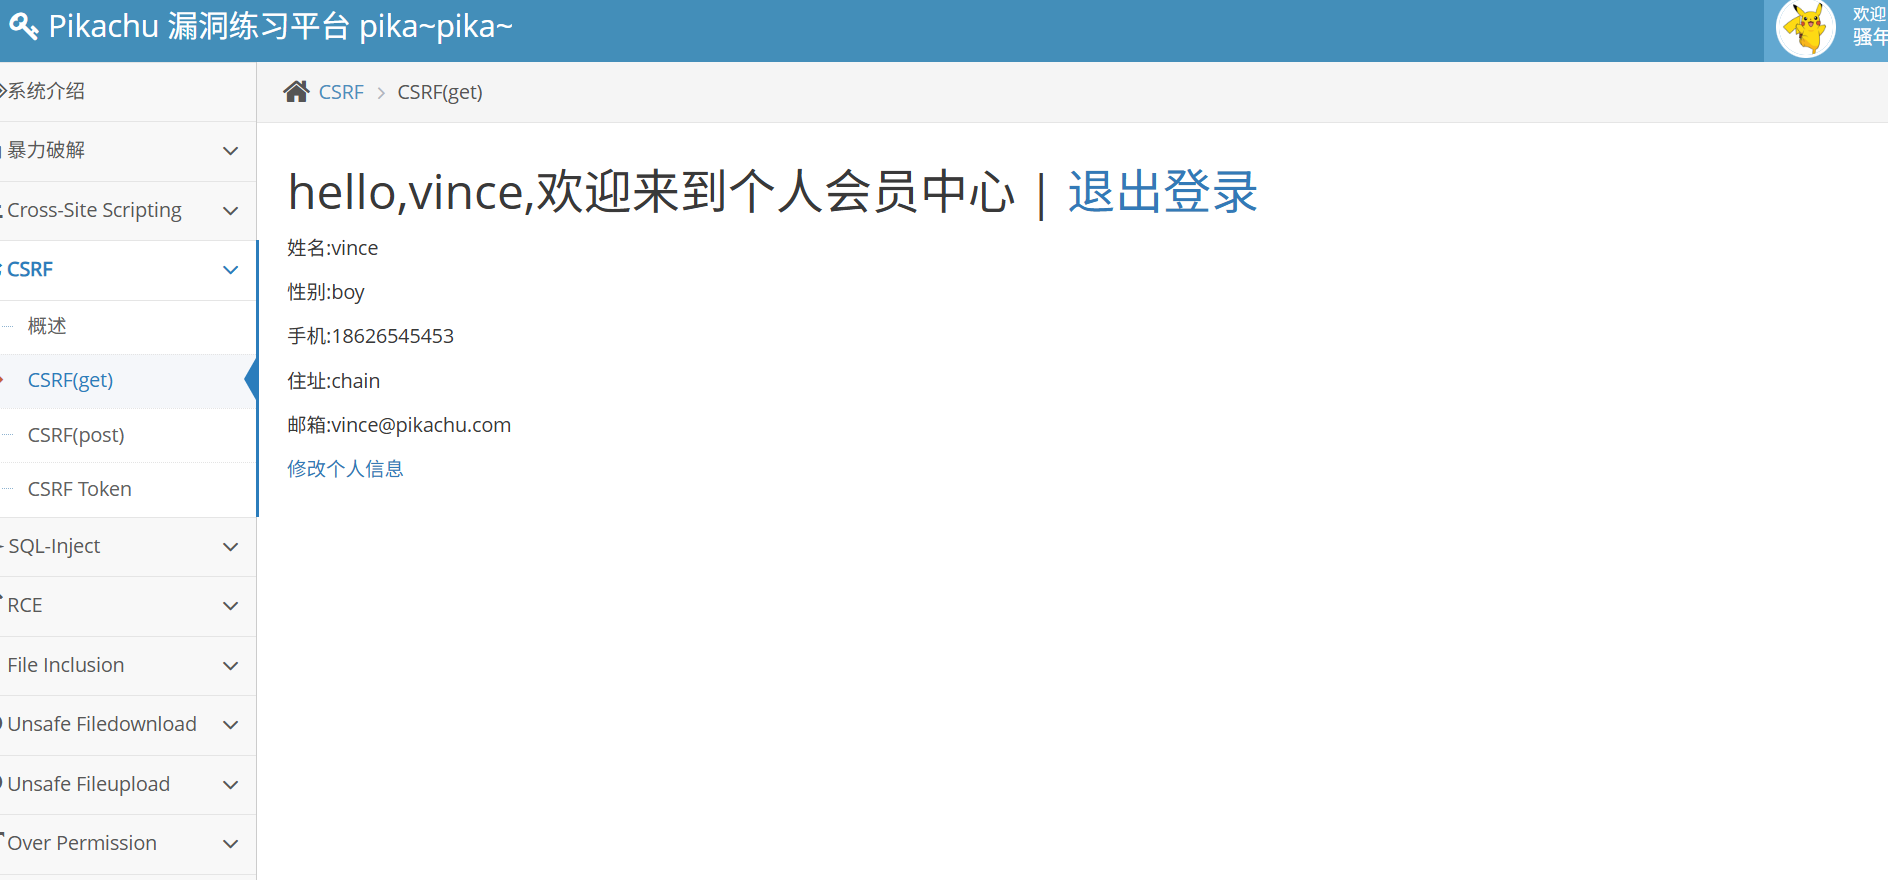 Pikachu 漏洞练习平台 pika~pika~
欢迎
骚年
系统介绍
暴力破解
Cross-Site Scripting
CSRF
概述
CSRF(get)
CSRF(post)
CSRF Token
SQL-Inject
RCE
File Inclusion
Unsafe Filedownload
Unsafe Fileupload
Over Permission
CSRF > CSRF(get)
hello,vince,欢迎来到个人会员中心 | 退出登录
姓名:vince
性别:boy
手机:18626545453
住址:chain
邮箱:vince@pikachu.com
修改个人信息